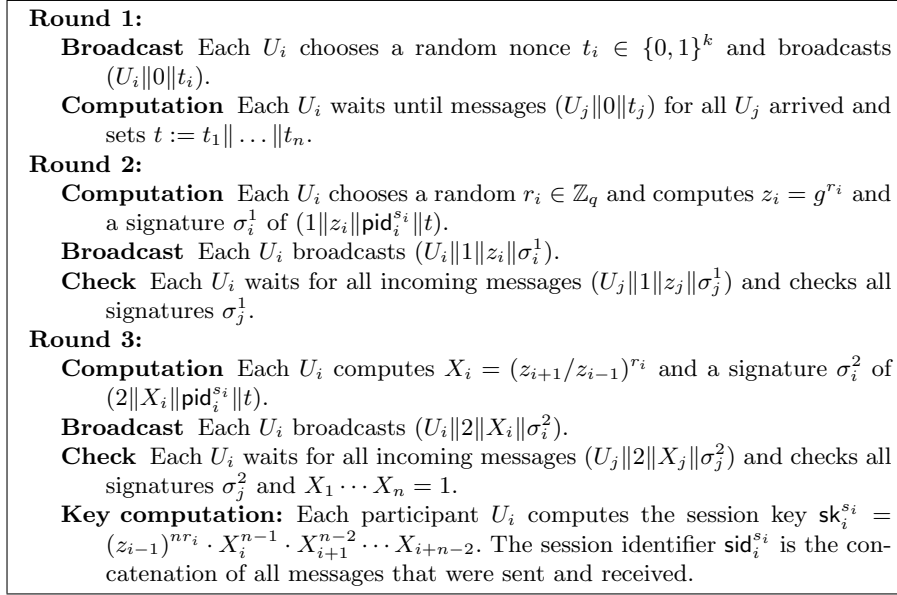 Round 1:
Broadcast Each U_i chooses a random nonce t_i ∈ {0, 1}^k and broadcasts
(U_i‖0‖t_i).
Computation Each U_i waits until messages (U_j‖0‖t_j) for all U_j arrived and
sets t := t_1‖ . . . ‖t_n.
Round 2:
Computation Each U_i chooses a random r_i ∈ ℤ_q and computes z_i = g^{r_i} and
a signature σ_i^1 of (1‖z_i‖pid_i^{s_i}‖t).
Broadcast Each U_i broadcasts (U_i‖1‖z_i‖σ_i^1).
Check Each U_i waits for all incoming messages (U_j‖1‖z_j‖σ_j^1) and checks all
signatures σ_j^1.
Round 3:
Computation Each U_i computes X_i = (z_{i+1}/z_{i−1})^{r_i} and a signature σ_i^2 of
(2‖X_i‖pid_i^{s_i}‖t).
Broadcast Each U_i broadcasts (U_i‖2‖X_i‖σ_i^2).
Check Each U_i waits for all incoming messages (U_j‖2‖X_j‖σ_j^2) and checks all
signatures σ_j^2 and X_1 · · · X_n = 1.
Key computation: Each participant U_i computes the session key sk_i^{s_i} =
(z_{i−1})^{nr_i} · X_i^{n−1} · X_{i+1}^{n−2} · · · X_{i+n−2}. The session identifier sid_i^{s_i} is the con-
catenation of all messages that were sent and received.